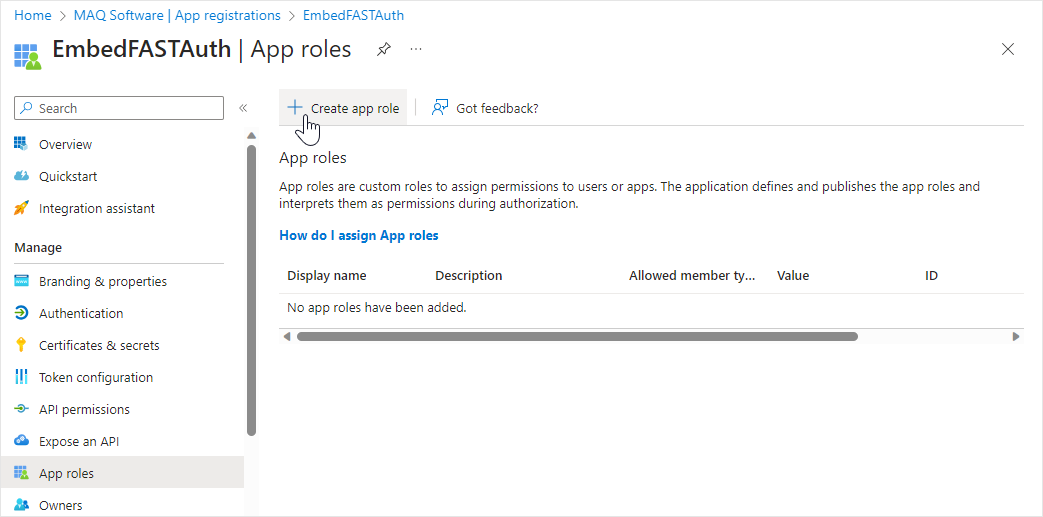 Home > MAQ Software | App registrations > EmbedFASTAuth
EmbedFASTAuth | App roles
Search
Overview
Quickstart
Integration assistant
Manage
Branding & properties
Authentication
Certificates & secrets
Token configuration
API permissions
Expose an API
App roles
Owners
Create app role
Got feedback?
App roles
App roles are custom roles to assign permissions to users or apps. The application defines and publishes the app roles and
interprets them as permissions during authorization.
How do I assign App roles
Display name Description Allowed member ty... Value ID
No app roles have been added.